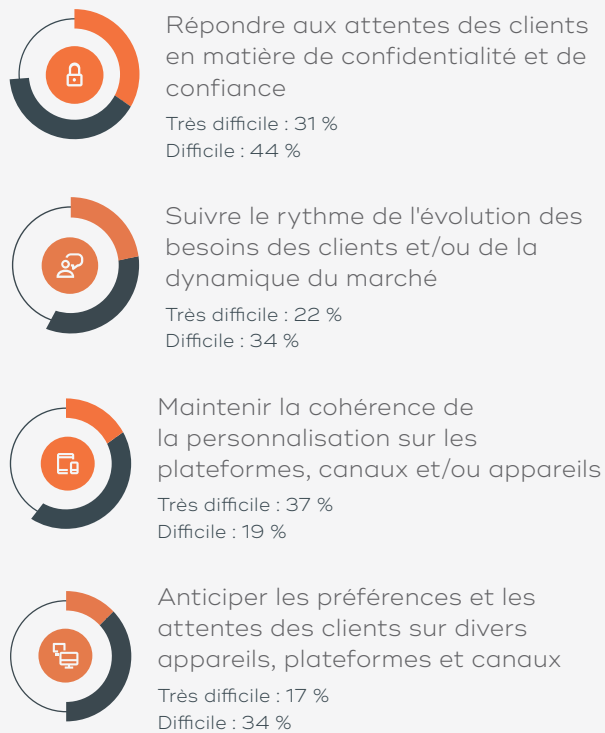 Répondre aux attentes des clients
en matière de confidentialité et de
confiance
Très difficile : 31 %
Difficile : 44 %
Suivre le rythme de l'évolution des
besoins des clients et/ou de la
dynamique du marché
Très difficile : 22 %
Difficile : 34 %
Maintenir la cohérence de
la personnalisation sur les
plateformes, canaux et/ou appareils
Très difficile : 37 %
Difficile : 19 %
Anticiper les préférences et les
attentes des clients sur divers
appareils, plateformes et canaux
Très difficile : 17 %
Difficile : 34 %